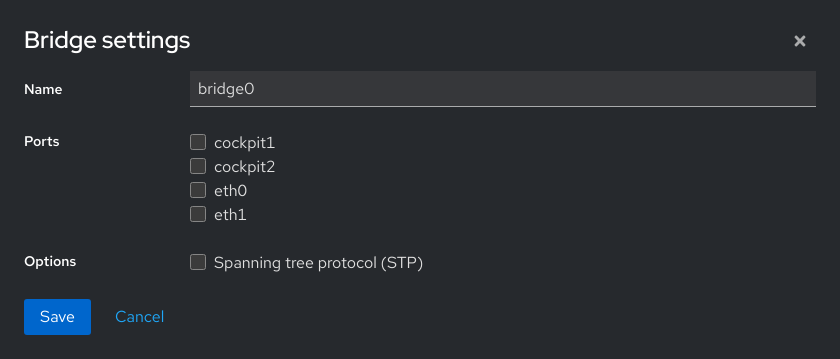 Bridge settings
Name bridge0
Ports cockpit1
cockpit2
eth0
eth1
Options Spanning tree protocol (STP)
Save Cancel